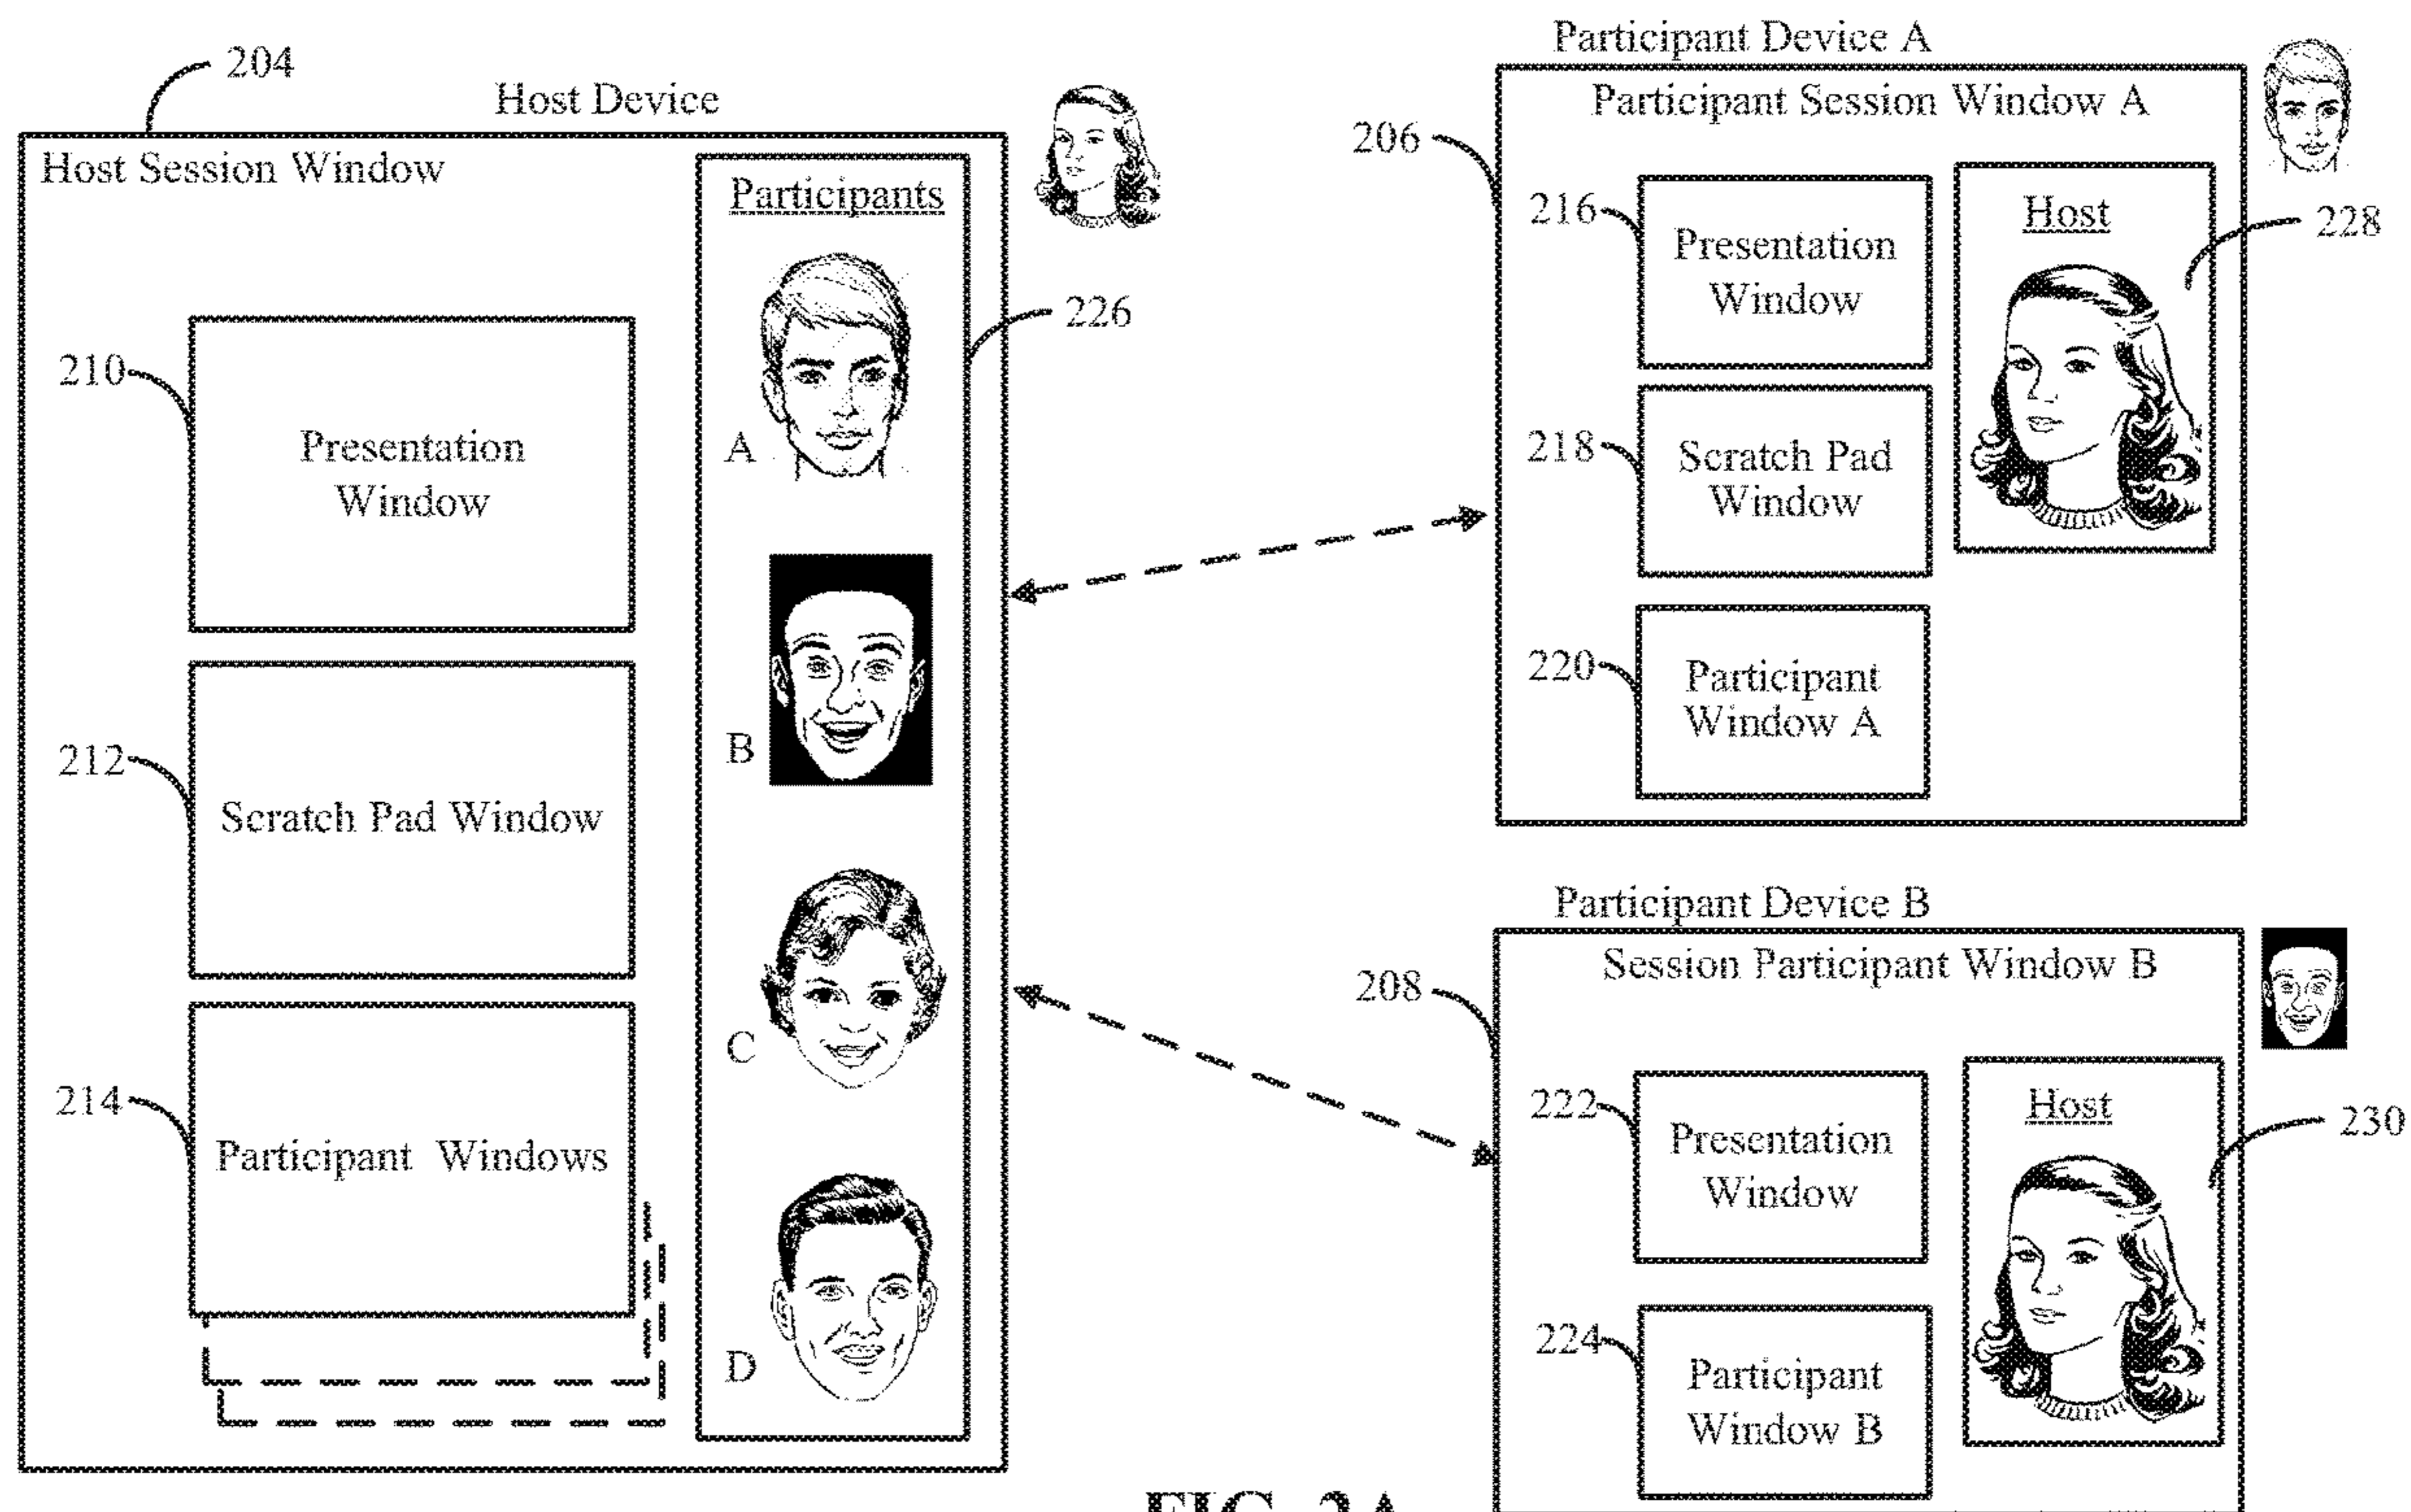 204
Host Device
Host Session Window
Participants
226
210
Presentation
Window
A
B
212
Scratch Pad Window
C
214
Participant Windows
D
Participant Device A
Participant Session Window A
206
216
Presentation
Window
Host
228
218
Scratch Pad
Window
220
Participant
Window A
Participant Device B
Session Participant Window B
208
222
Presentation
Window
Host
230
224
Participant
Window B
FIG. 2A